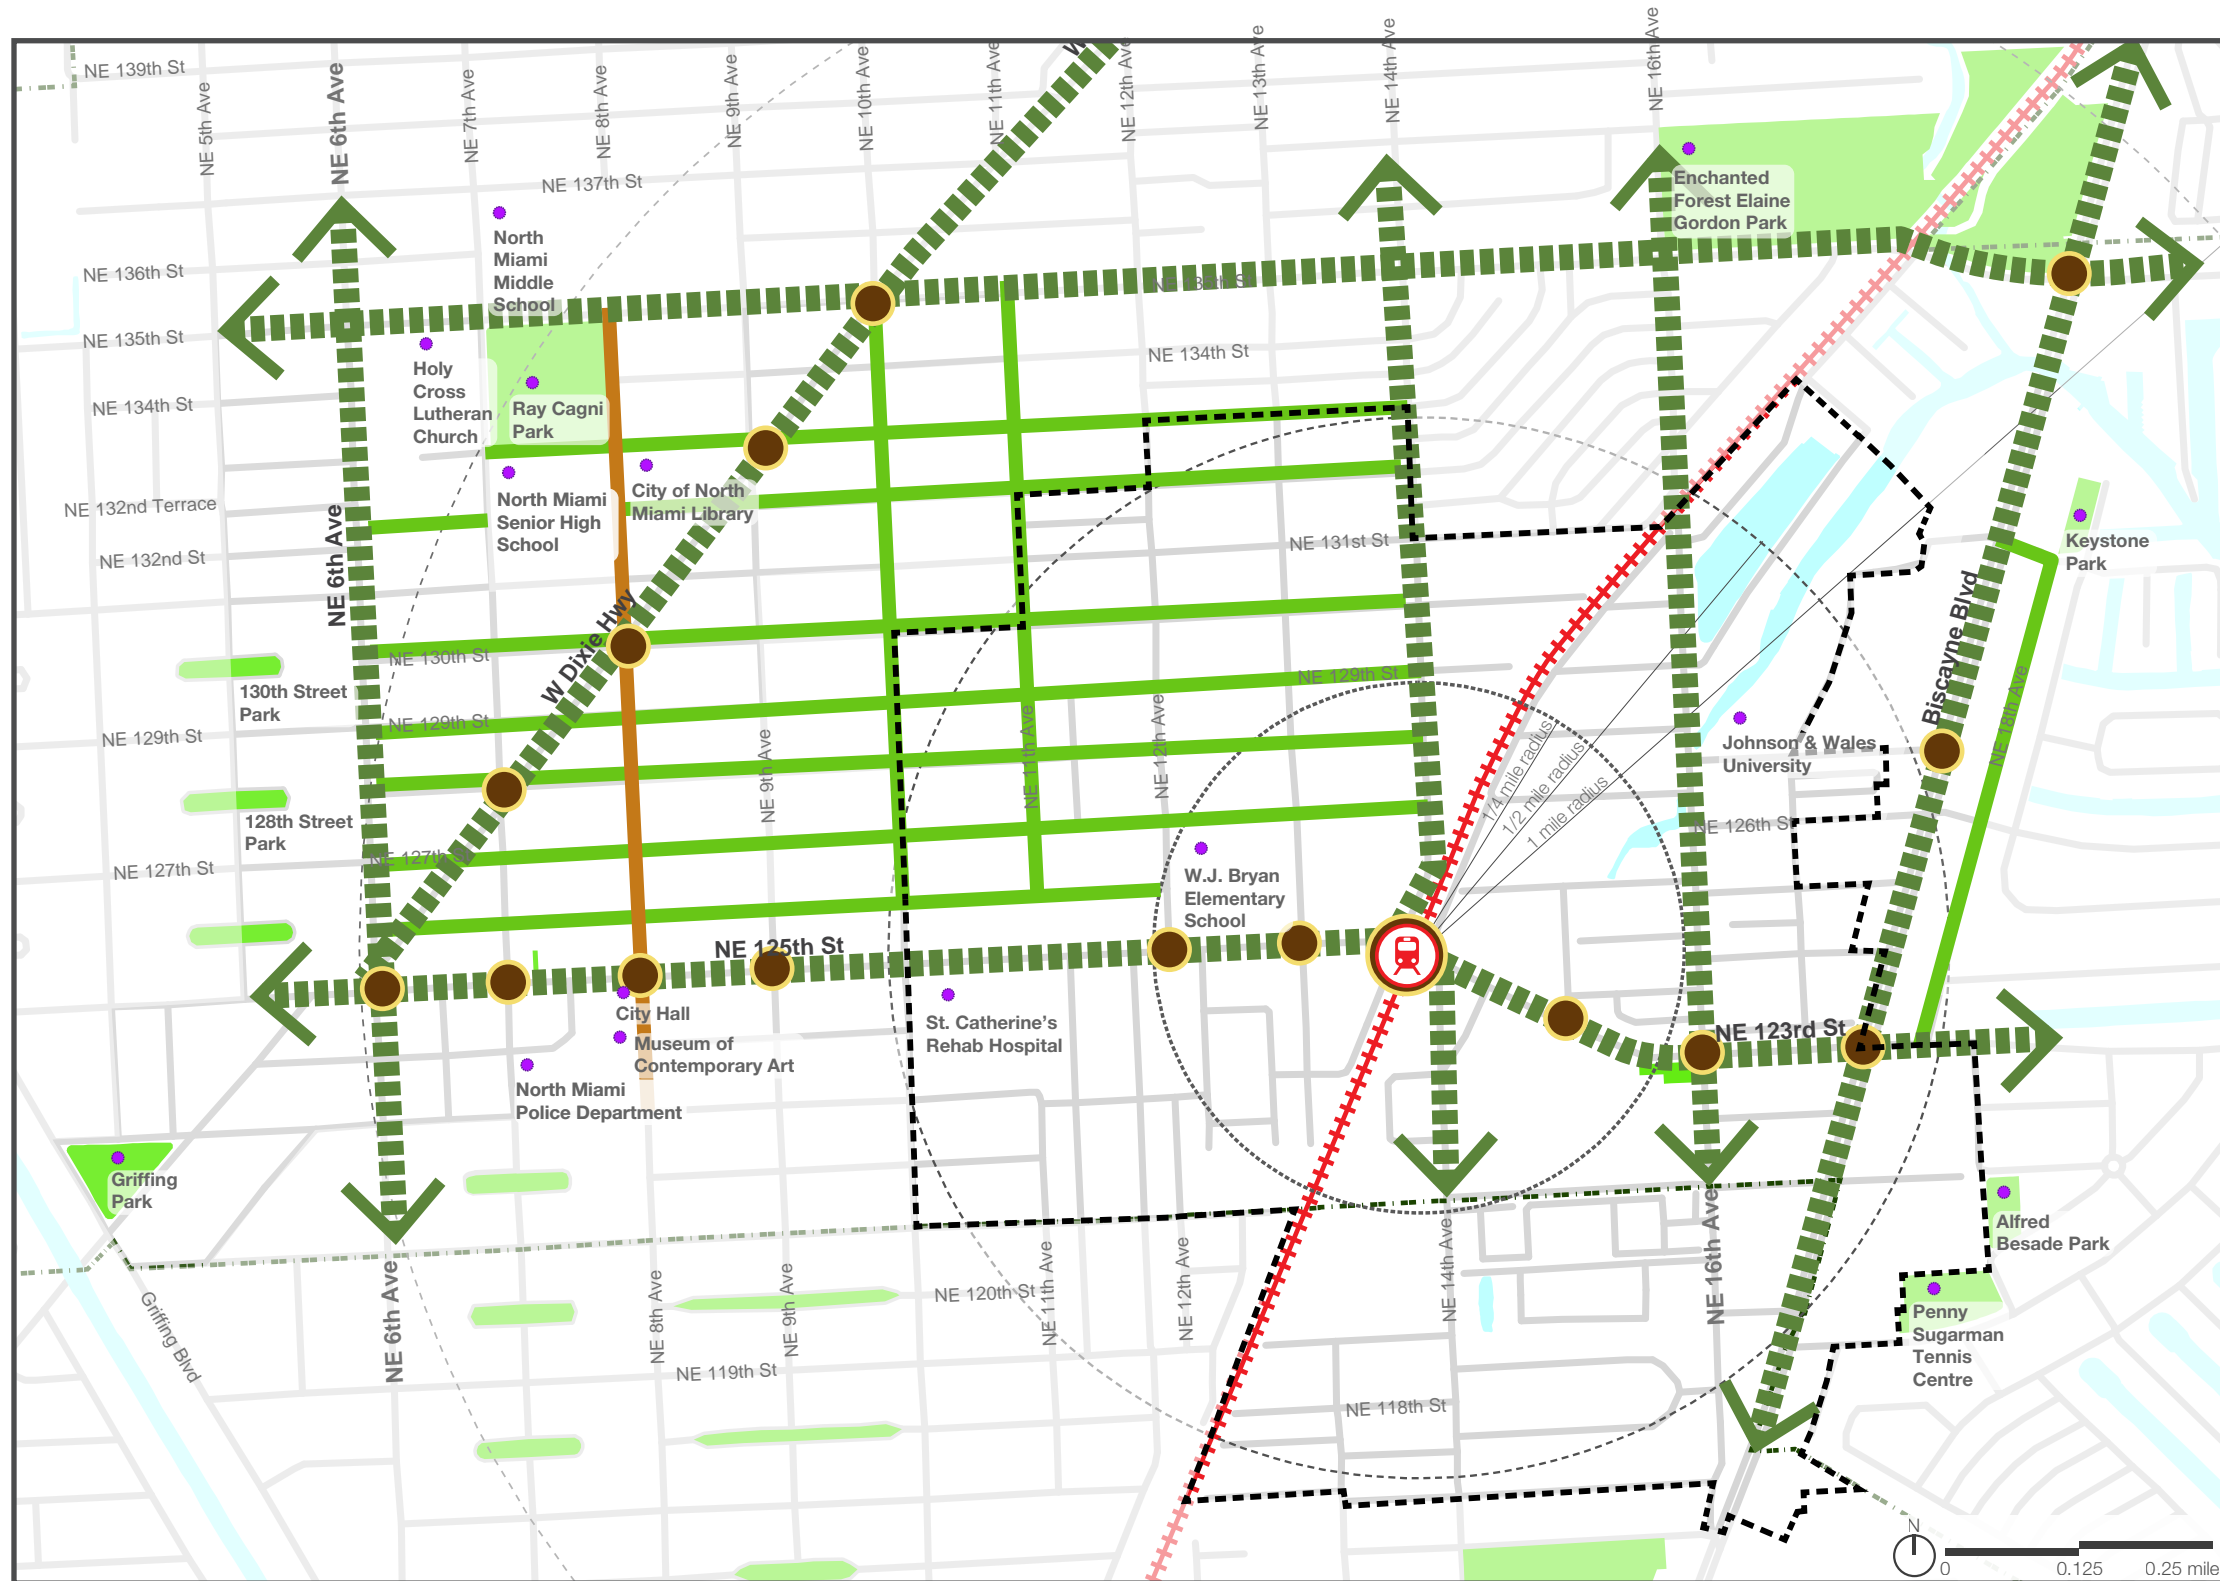 NE 139th St
NE 5th Ave
NE 6th Ave
NE 7th Ave
NE 8th Ave
NE 9th Ave
NE 10th Ave
NE 11th Ave
W
NE 12th Ave
NE 13th Ave
NE 14th Ave
NE 16th Ave
NE 137th St
Enchanted
Forest Elaine
Gordon Park
North
Miami
Middle
School
NE 136th St
NE 135th St
NE 135th St
NE 134th St
NE 134th St
Holy
Cross
Lutheran
Church
Ray Cagni
Park
NE 132nd Terrace
NE 132nd St
NE 6th Ave
North Miami
Senior High
School
City of North
Miami Library
NE 131st St
Keystone
Park
W Dixie Hwy
NE 130th St
NE 129th St
130th Street
Park
NE 129th St
NE 129th St
NE 9th Ave
NE 11th Ave
NE 12th Ave
1/4 mile radius
1/2 mile radius
1 mile radius
Johnson & Wales
University
Biscayne Blvd
NE 18th Ave
128th Street
Park
NE 127th St
NE 127th St
NE 126th St
W.J. Bryan
Elementary
School
NE 125th St
NE 123rd St
City Hall
Museum of
Contemporary Art
St. Catherine's
Rehab Hospital
North Miami
Police Department
Griffing
Park
Alfred
Besade Park
Griffing Blvd
NE 6th Ave
NE 8th Ave
NE 9th Ave
NE 120th St
NE 11th Ave
NE 12th Ave
NE 14th Ave
NE 16th Ave
Penny
Sugarman
Tennis
Centre
NE 119th St
NE 118th St
N
0
0.125
0.25 mile